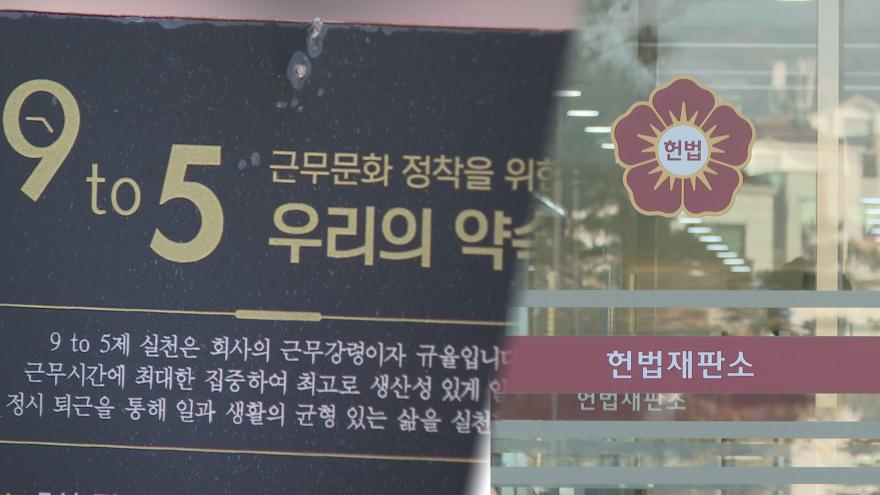 9 to 5
근무문화 정착을 위한
우리의 약속
9 to 5제 실천은 회사의 근무강령이자 규율입니다
근무시간에 최대한 집중하여 최고로 생산성 있게 일
정시 퇴근을 통해 일과 생활의 균형 있는 삶을 실천
헌법
헌법재판소
헌법재판소